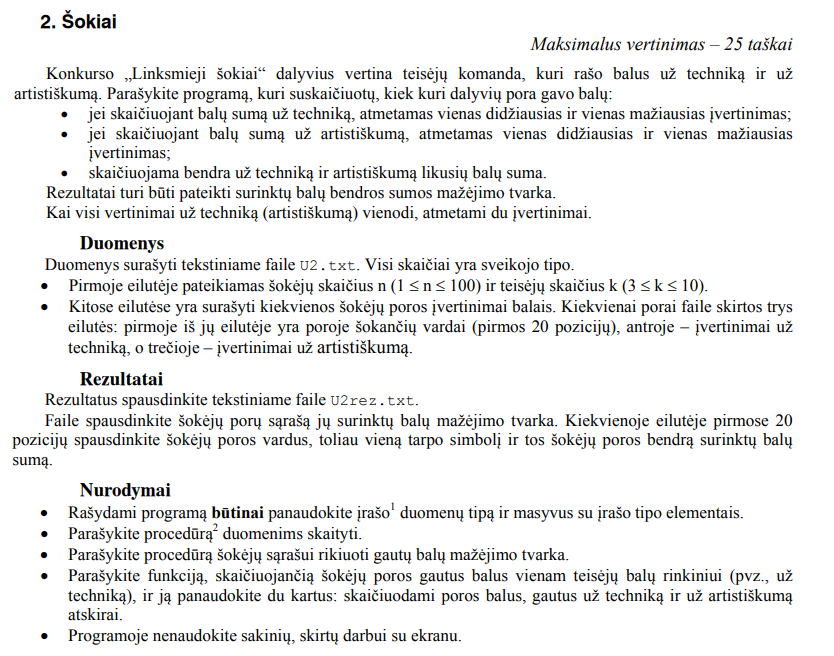 2. Šokiai
Maksimalus vertinimas – 25 taškai
Konkurso „Linksmieji šokiai“ dalyvius vertina teisėjų komanda, kuri rašo balus už techniką ir už
artistiškumą. Parašykite programą, kuri suskaičiuotų, kiek kuri dalyvių pora gavo balų:
• jei skaičiuojant balų sumą už techniką, atmetamas vienas didžiausias ir vienas mažiausias įvertinimas;
• jei skaičiuojant balų sumą už artistiškumą, atmetamas vienas didžiausias ir vienas mažiausias
įvertinimas;
• skaičiuojama bendra už techniką ir artistiškumą likusių balų suma.
Rezultatai turi būti pateikti surinktų balų bendros sumos mažėjimo tvarka.
Kai visi vertinimai už techniką (artistiškumą) vienodi, atmetami du įvertinimai.
Duomenys
Duomenys surašyti tekstiniame faile U2.txt. Visi skaičiai yra sveikojo tipo.
• Pirmoje eilutėje pateikiamas šokėjų skaičius n (1 ≤ n ≤ 100) ir teisėjų skaičius k (3 ≤ k ≤ 10).
• Kitose eilutėse yra surašyti kiekvienos šokėjų poros įvertinimai balais. Kiekvienai porai faile skirtos trys
eilutės: pirmoje iš jų eilutėje yra poroje šokančių vardai (pirmos 20 pozicijų), antroje – įvertinimai už
techniką, o trečioje – įvertinimai už artistiškumą.
Rezultatai
Rezultatus spausdinkite tekstiniame faile U2rez.txt.
Faile spausdinkite šokėjų porų sąrašą jų surinktų balų mažėjimo tvarka. Kiekvienoje eilutėje pirmose 20
pozicijų spausdinkite šokėjų poros vardus, toliau vieną tarpo simbolį ir tos šokėjų poros bendrą surinktų balų
sumą.
Nurodymai
• Rašydami programą būtinai panaudokite įrašo¹ duomenų tipą ir masyvus su įrašo tipo elementais.
• Parašykite procedūrą² duomenims skaityti.
• Parašykite procedūrą šokėjų sąrašui rikiuoti gautų balų mažėjimo tvarka.
• Parašykite funkciją, skaičiuojančią šokėjų poros gautus balus vienam teisėjų balų rinkiniui (pvz., už
techniką), ir ją panaudokite du kartus: skaičiuodami poros balus, gautus už techniką ir už artistiškumą
atskirai.
• Programoje nenaudokite sakinių, skirtų darbui su ekranu.